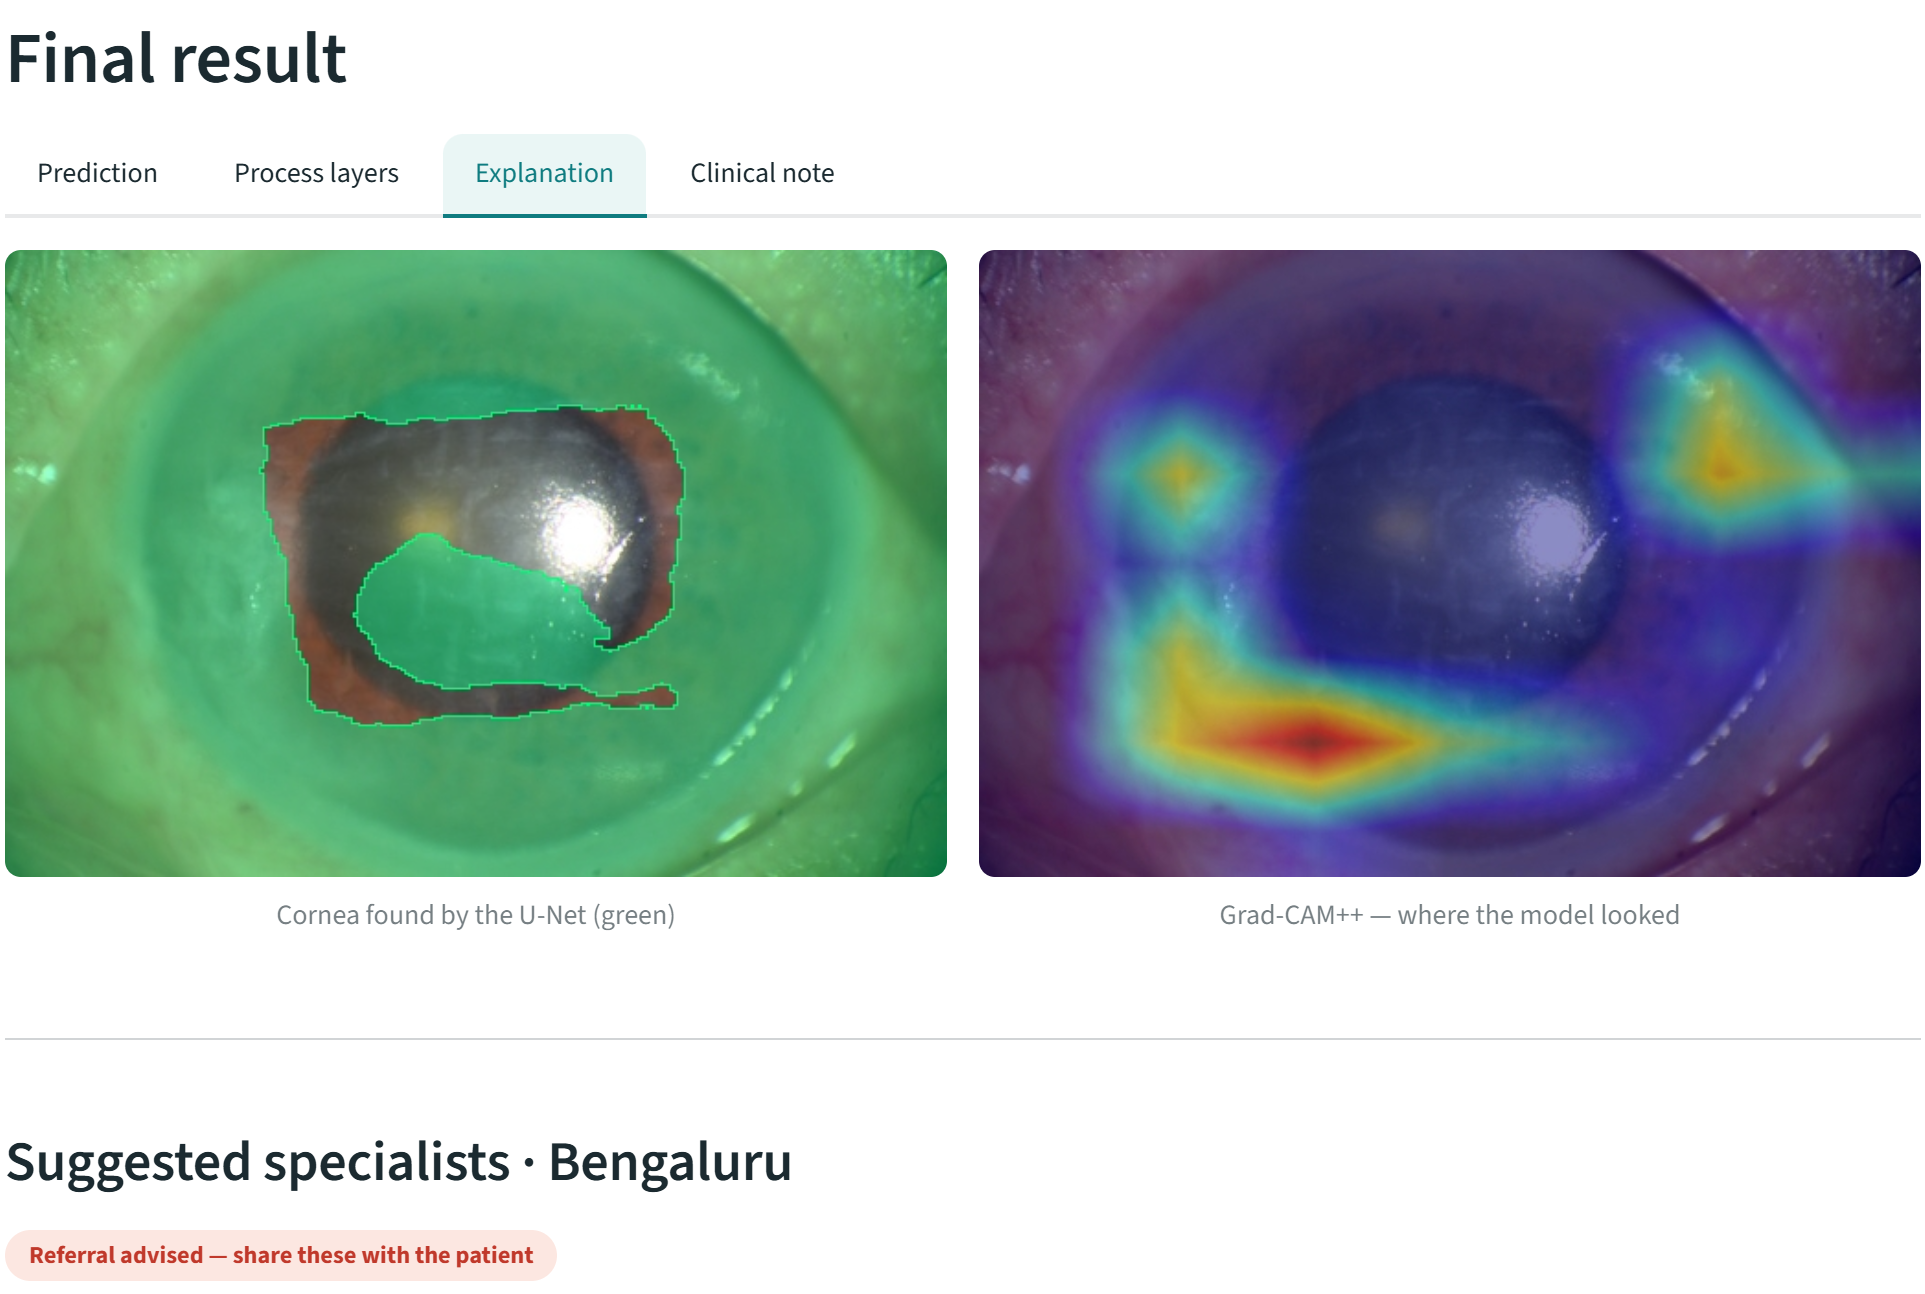 Final result
Prediction
Process layers
Explanation
Clinical note
Cornea found by the U-Net (green)
Grad-CAM++ — where the model looked
Suggested specialists · Bengaluru
Referral advised — share these with the patient